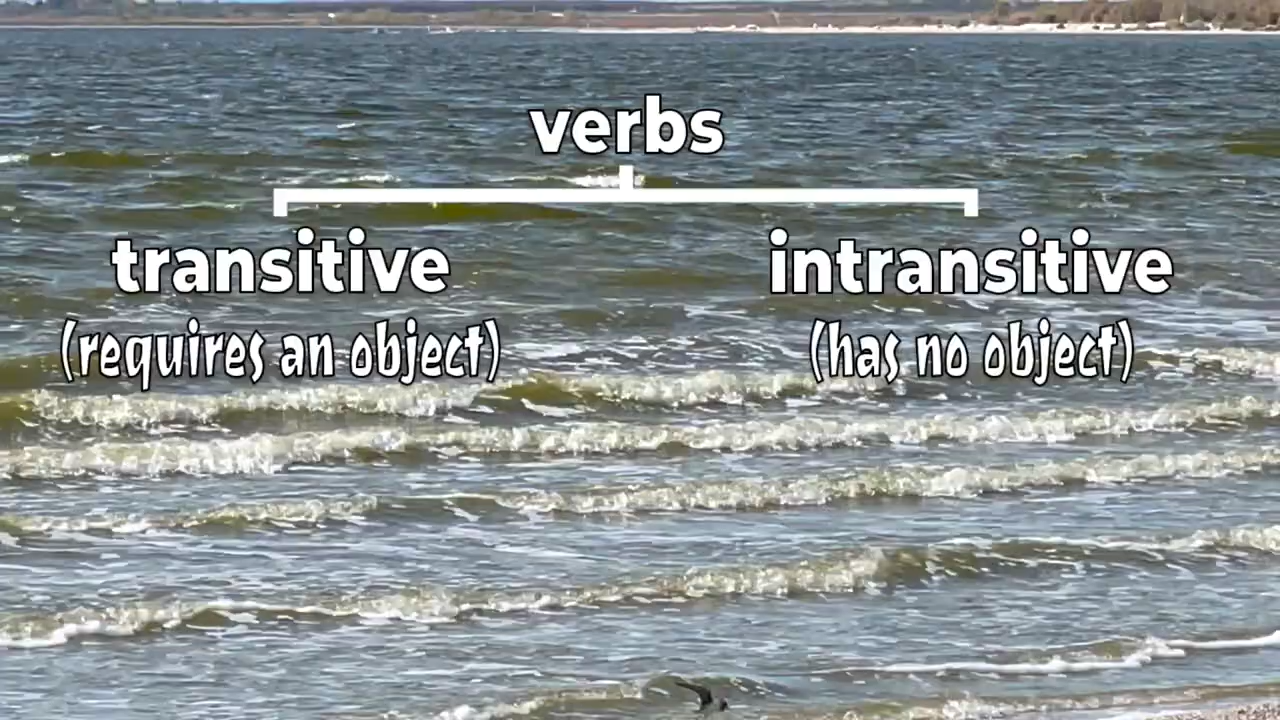 verbs
transitive
intransitive
(requires an object)
(has no object)